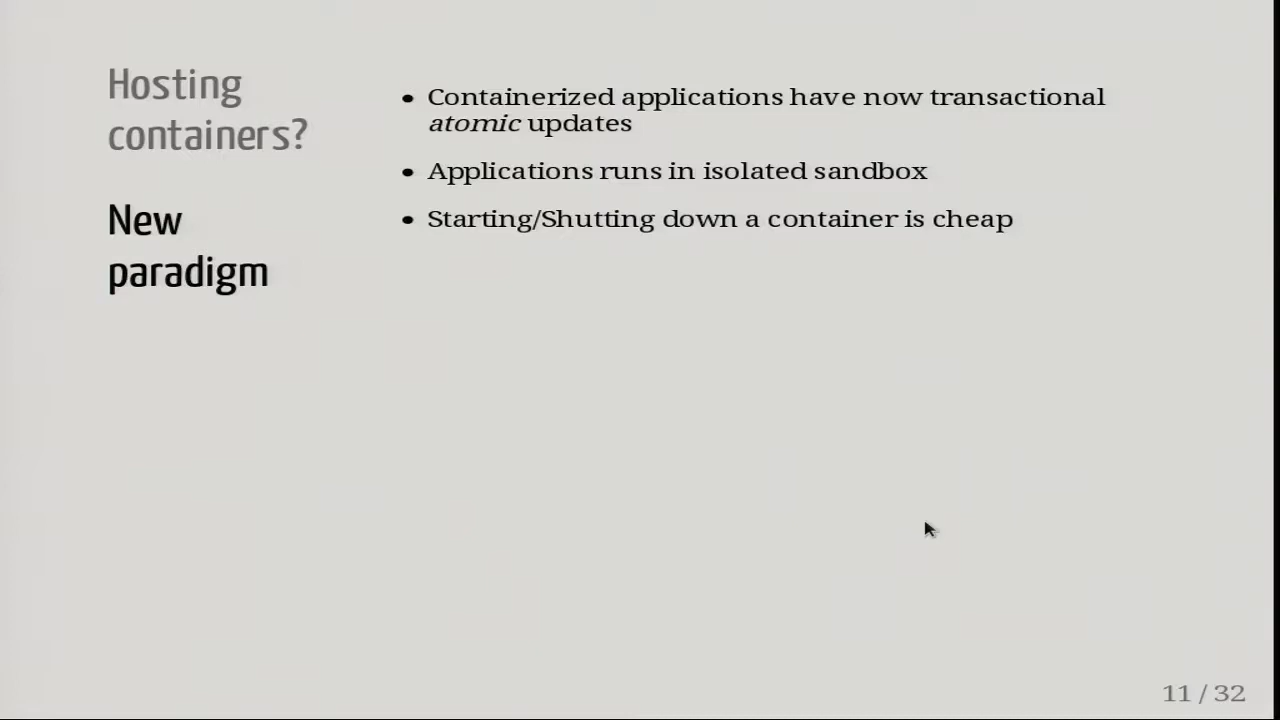 Hosting
containers?
New
paradigm
• Containerized applications have now transactional
atomic updates
• Applications runs in isolated sandbox
• Starting/Shutting down a container is cheap
11 / 32